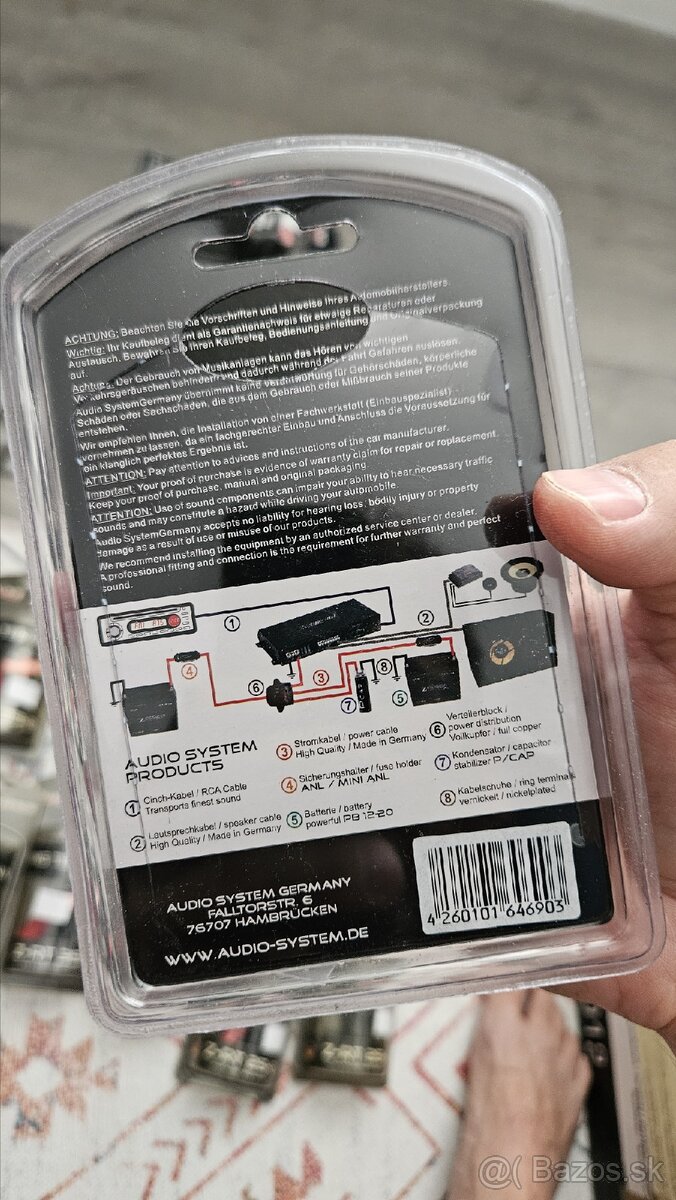 ACHTUNG: Beachten Sie die Vorschriften und Hinweise Ihres Automobilherstellers.
Wichtig: Ihr Kaufbeleg dient als Garantienachweis für etwaige Reparaturen oder
Austausch. Bewahren Sie Ihren Kaufbeleg, Bedienungsanleitung und Originalverpackung
auf.
Achtung: Der Gebrauch von Musikanlagen kann das Hören von wichtigen
Verkehrsgeräuschen behindern und dadurch während der Fahrt Gefahren auslösen.
Audio SystemGermany übernimmt keine Verantwortung für Gehörschäden, körperliche
Schäden oder Sachschäden, die aus dem Gebrauch oder Mißbrauch seiner Produkte
entstehen.
Wir empfehlen Ihnen, die Installation von einer Fachwerkstatt (Einbauspezialist) -
vornehmen zu lassen, da ein fachgerechter Einbau und Anschluss die Voraussetzung für
ein klanglich perfektes Ergebnis ist.
ATTENTION: Pay attention to advices and instructions of the car manufacturer.
Important: Your proof of purchase is evidence of warranty claim for repair or replacement.
Keep your proof of purchase, manual and original packaging.
ATTENTION: Use of sound components can impair your ability to hear necessary traffic
sounds and may constitute a hazard while driving your automobile.
Audio SystemGermany accepts no liability for hearing loss, bodily injury or property
damage as a result of use or misuse of our products.
We recommend installing the equipment by an authorized service center or dealer.
A professional fitting and connection is the requirement for further warranty and perfect
sound.
1
2
4
3
6
7
8
5
AUDIO SYSTEM
PRODUCTS
1 Cinch-Kabel / RCA Cable
Transports finest sound
2 Lautsprechkabel / speaker cable
High Quality / Made in Germany
3 Stromkabel / power cable
High Quality / Made in Germany
4 Sicherungshalter / fuse holder
ANL / MINI ANL
5 Batterie / battery
powerful PB 12-20
6 Verteilerblock /
power distribution
Vollkupfer / full copper
7 Kondensator / capacitor
stabilizer P/CAP
8 Kabelschuhe / ring terminals
vernickelt / nickelplated
AUDIO SYSTEM GERMANY
FALLTORSTR. 6
76707 HAMBRÜCKEN
WWW.AUDIO-SYSTEM.DE
4 260101 646903
@( Bazos.sk